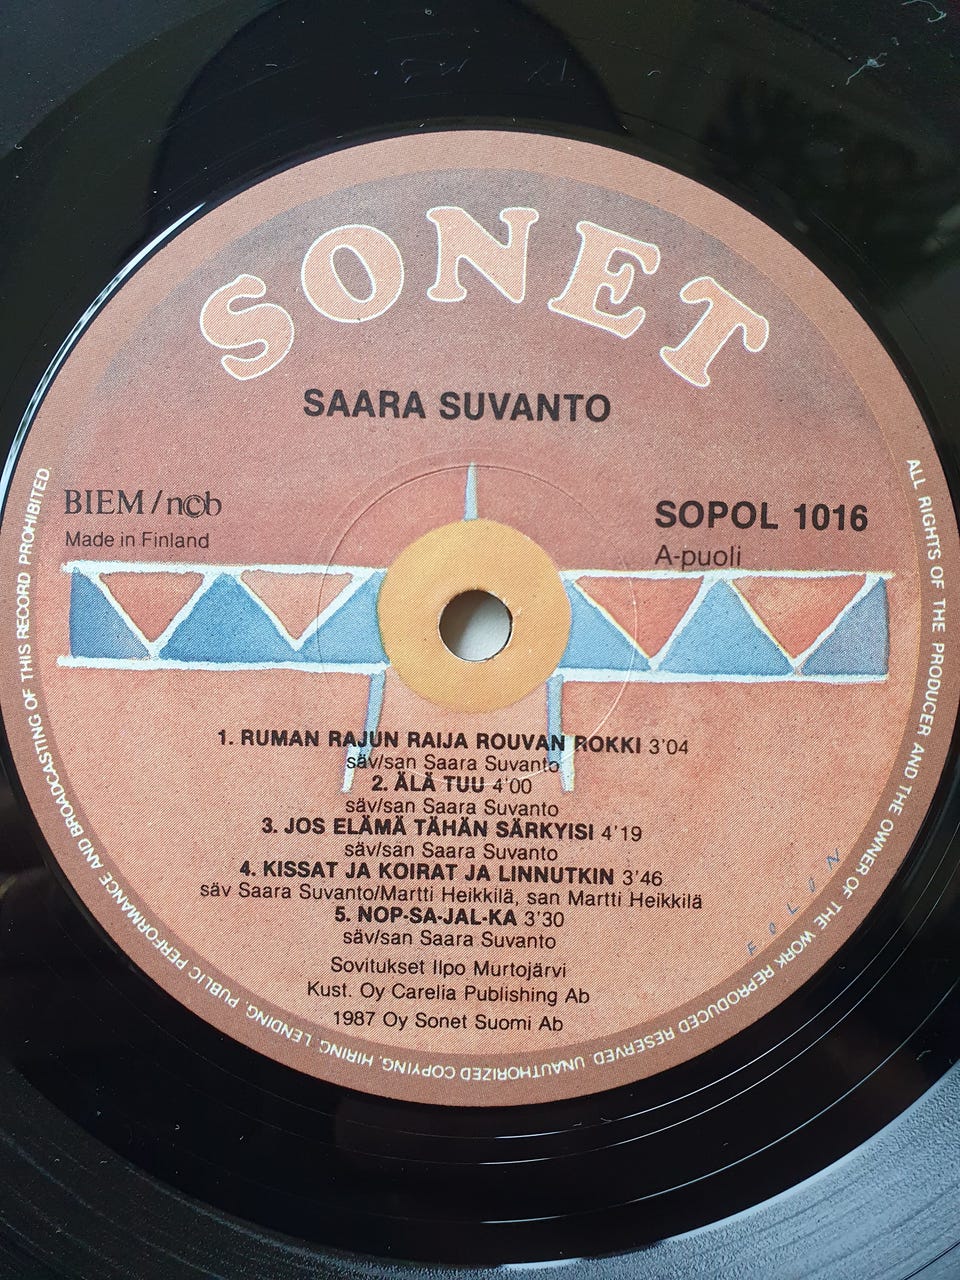 SONET
SAARA SUVANTO
BIEM/n©b
Made in Finland
SOPOL 1016
A-puoli
1. RUMAN RAJUN RAIJA ROUVAN ROKKI 3'04
säv/san Saara Suvanto
2. ÄLÄ TUU 4'00
säv/san Saara Suvanto
3. JOS ELÄMÄ TÄHÄN SÄRKYISI 4'19
säv/san Saara Suvanto
4. KISSAT JA KOIRAT JA LINNUTKIN 3'46
säv Saara Suvanto/Martti Heikkilä, san Martti Heikkilä
5. NOP-SA-JAL-KA 3'30
säv/san Saara Suvanto
Sovitukset Ilpo Murtojärvi
Kust. Oy Carelia Publishing Ab
1987 Oy Sonet Suomi Ab
FOLON
ALL RIGHTS OF THE PRODUCER AND THE OWNER OF THE WORK REPRODUCED RESERVED. UNAUTHORIZED COPYING, HIRING, LENDING, PUBLIC PERFORMANCE AND BROADCASTING OF THIS RECORD PROHIBITED.